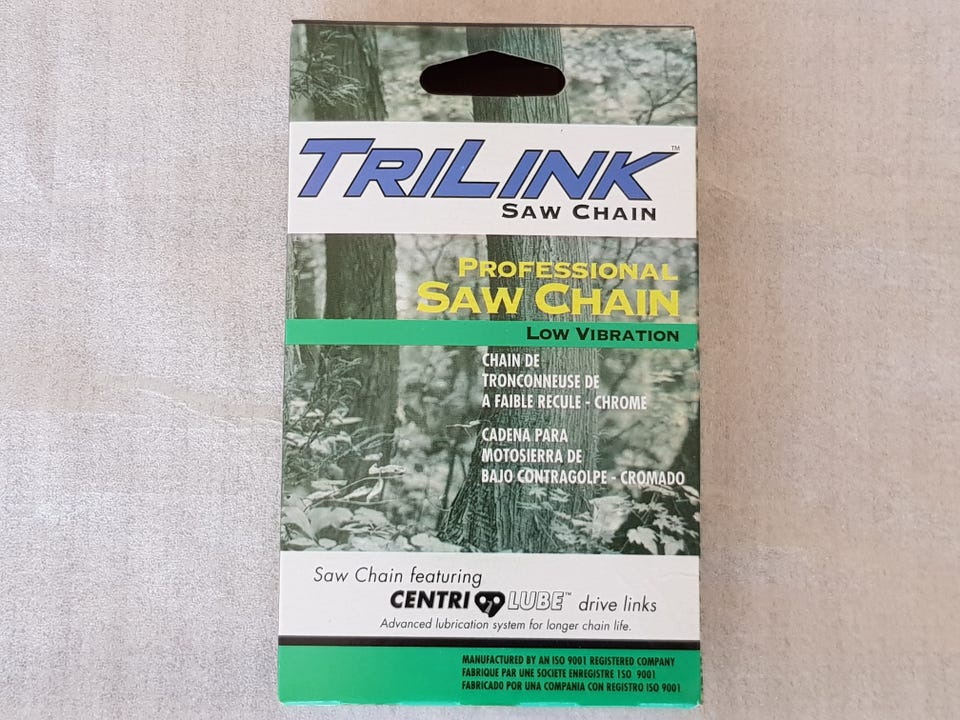 TRILINK™
SAW CHAIN
PROFESSIONAL
SAW CHAIN
LOW VIBRATION
CHAIN DE
TRONCONNEUSE DE
A FAIBLE RECULE - CHROME
CADENA PARA
MOTOSIERRA DE
BAJO CONTRAGOLPE - CROMADO
Saw Chain featuring
CENTRI LUBE™ drive links
Advanced lubrication system for longer chain life.
MANUFACTURED BY AN ISO 9001 REGISTERED COMPANY
FABRIQUE PAR UNE SOCIETE ENREGISTRE ISO 9001
FABRICADO POR UNA COMPANIA CON REGISTRO ISO 9001